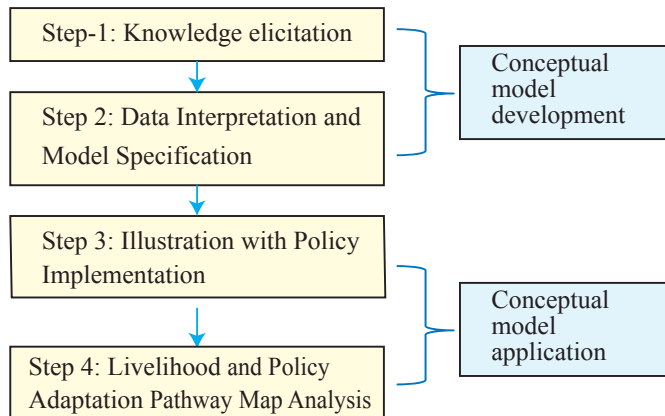 Step-1: Knowledge elicitation
Step 2: Data Interpretation and
Model Specification
Conceptual
model
development
Step 3: Illustration with Policy
Implementation
Step 4: Livelihood and Policy
Adaptation Pathway Map Analysis
Conceptual
model
application